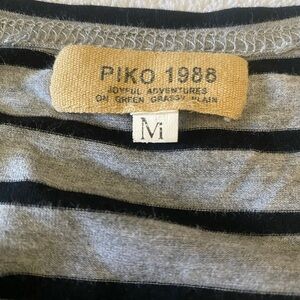 PIKO 1988
JOYFUL ADVENTURES
ON GREEN GRASSY PLAIN
M